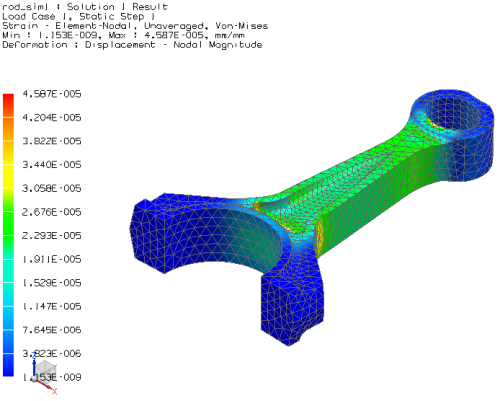 rod_sim1 : Solution 1 Result
Load Case 1, Static Step 1
Strain - Element-Nodal, Unaveraged, Von-Mises
Min : 1.153E-009, Max : 4.587E-005, mm/mm
Deformation : Displacement - Nodal Magnitude
4.587E-005
4.204E-005
3.822E-005
3.440E-005
3.058E-005
2.676E-005
2.293E-005
1.911E-005
1.529E-005
1.147E-005
7.645E-006
3.823E-006
1.153E-009
X